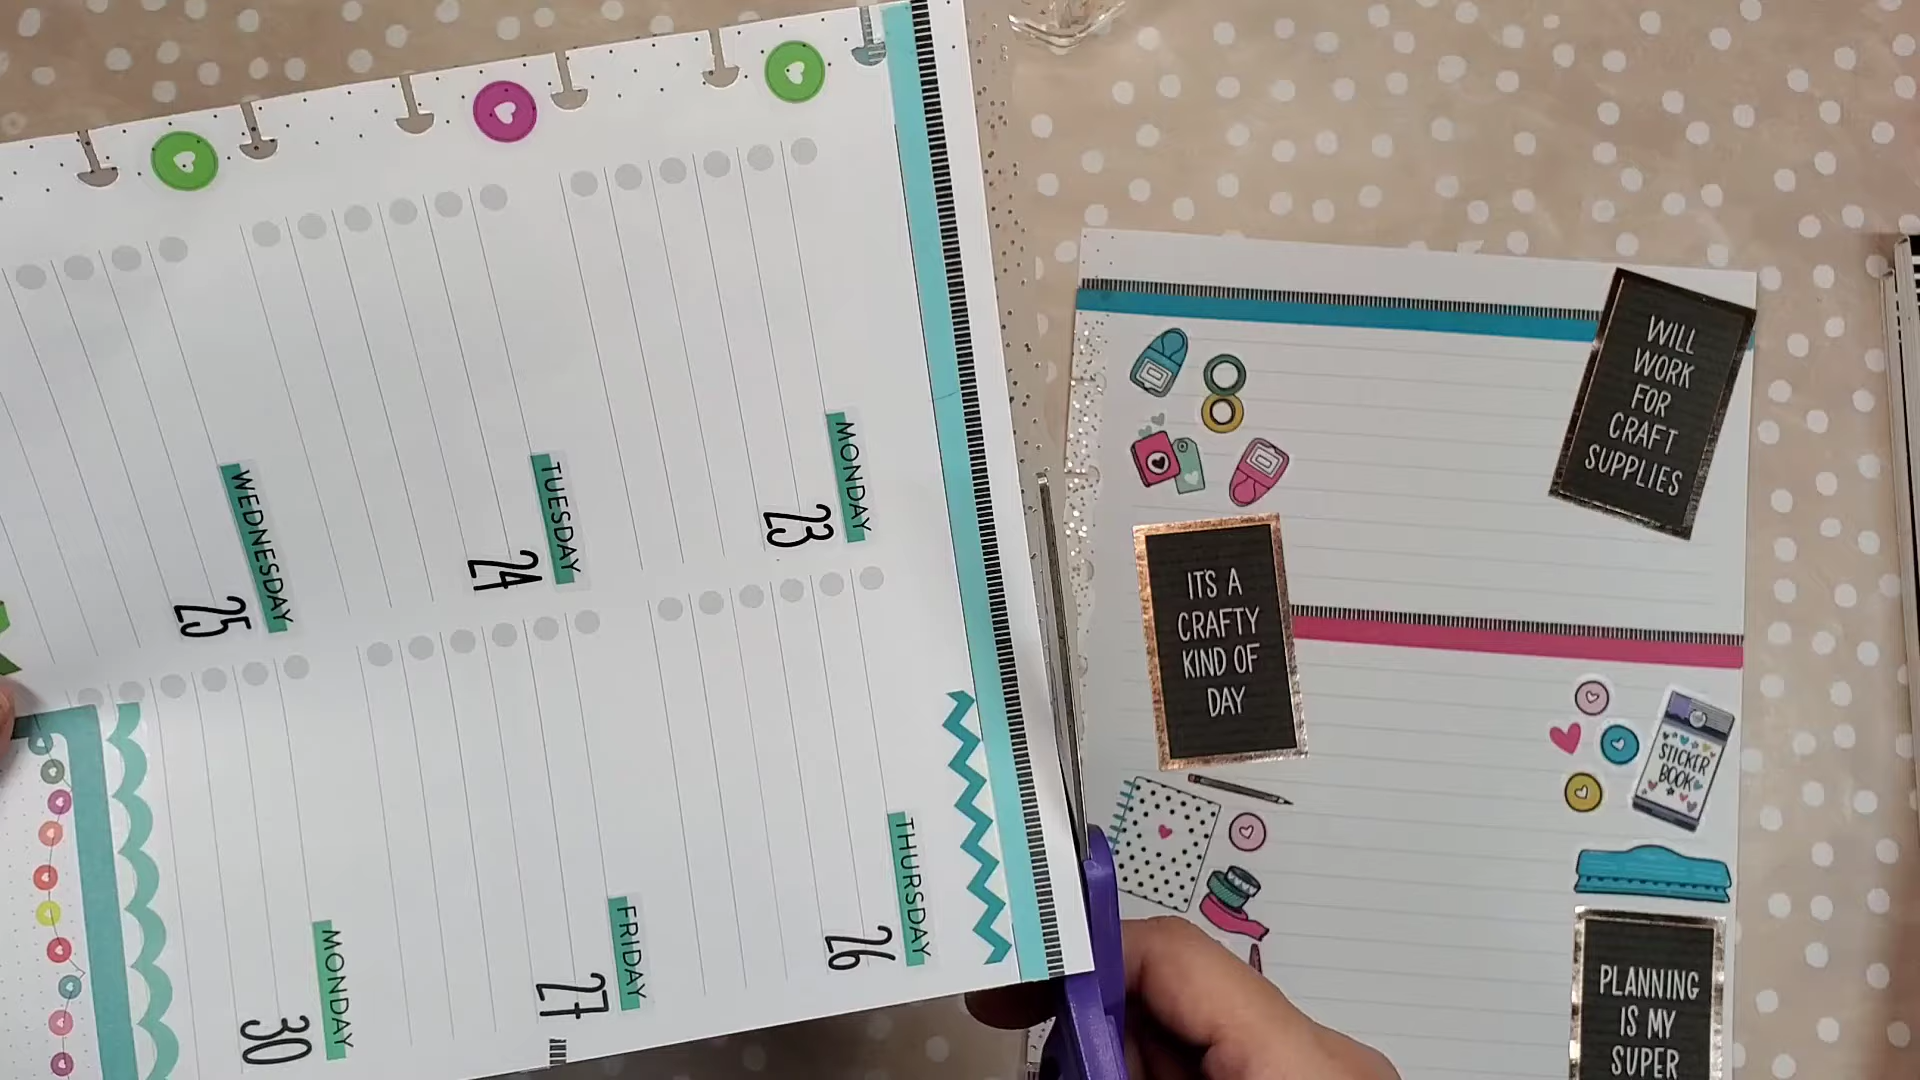 MONDAY
23
TUESDAY
24
WEDNESDAY
25
THURSDAY
26
FRIDAY
27
MONDAY
30
WILL
WORK
FOR
CRAFT
SUPPLIES
IT'S A
CRAFTY
KIND OF
DAY
STICKER
BOOK
PLANNING
IS MY
SUPER